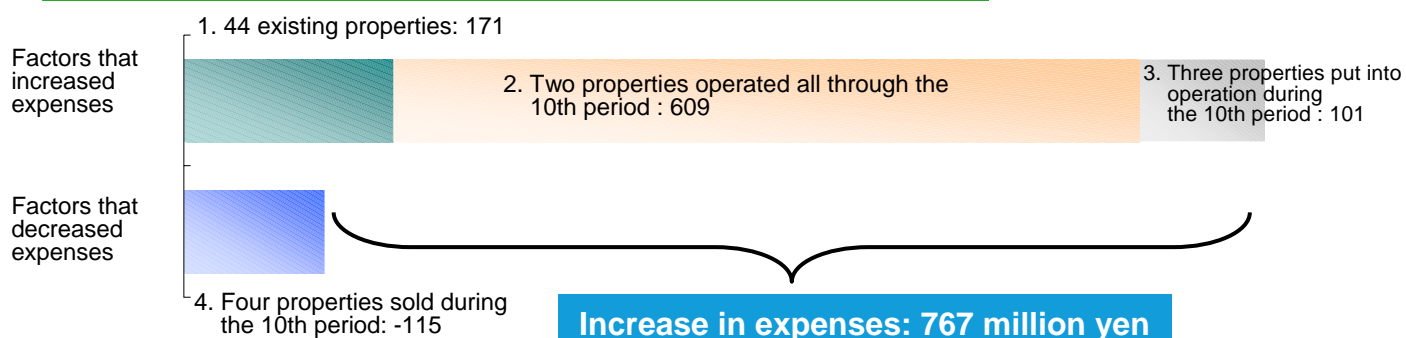 1. 44 existing properties: 171
Factors that
increased
expenses
2. Two properties operated all through the
10th period : 609
3. Three properties put into
operation during
the 10th period : 101
Factors that
decreased
expenses
4. Four properties sold during
the 10th period: -115
Increase in expenses: 767 million yen